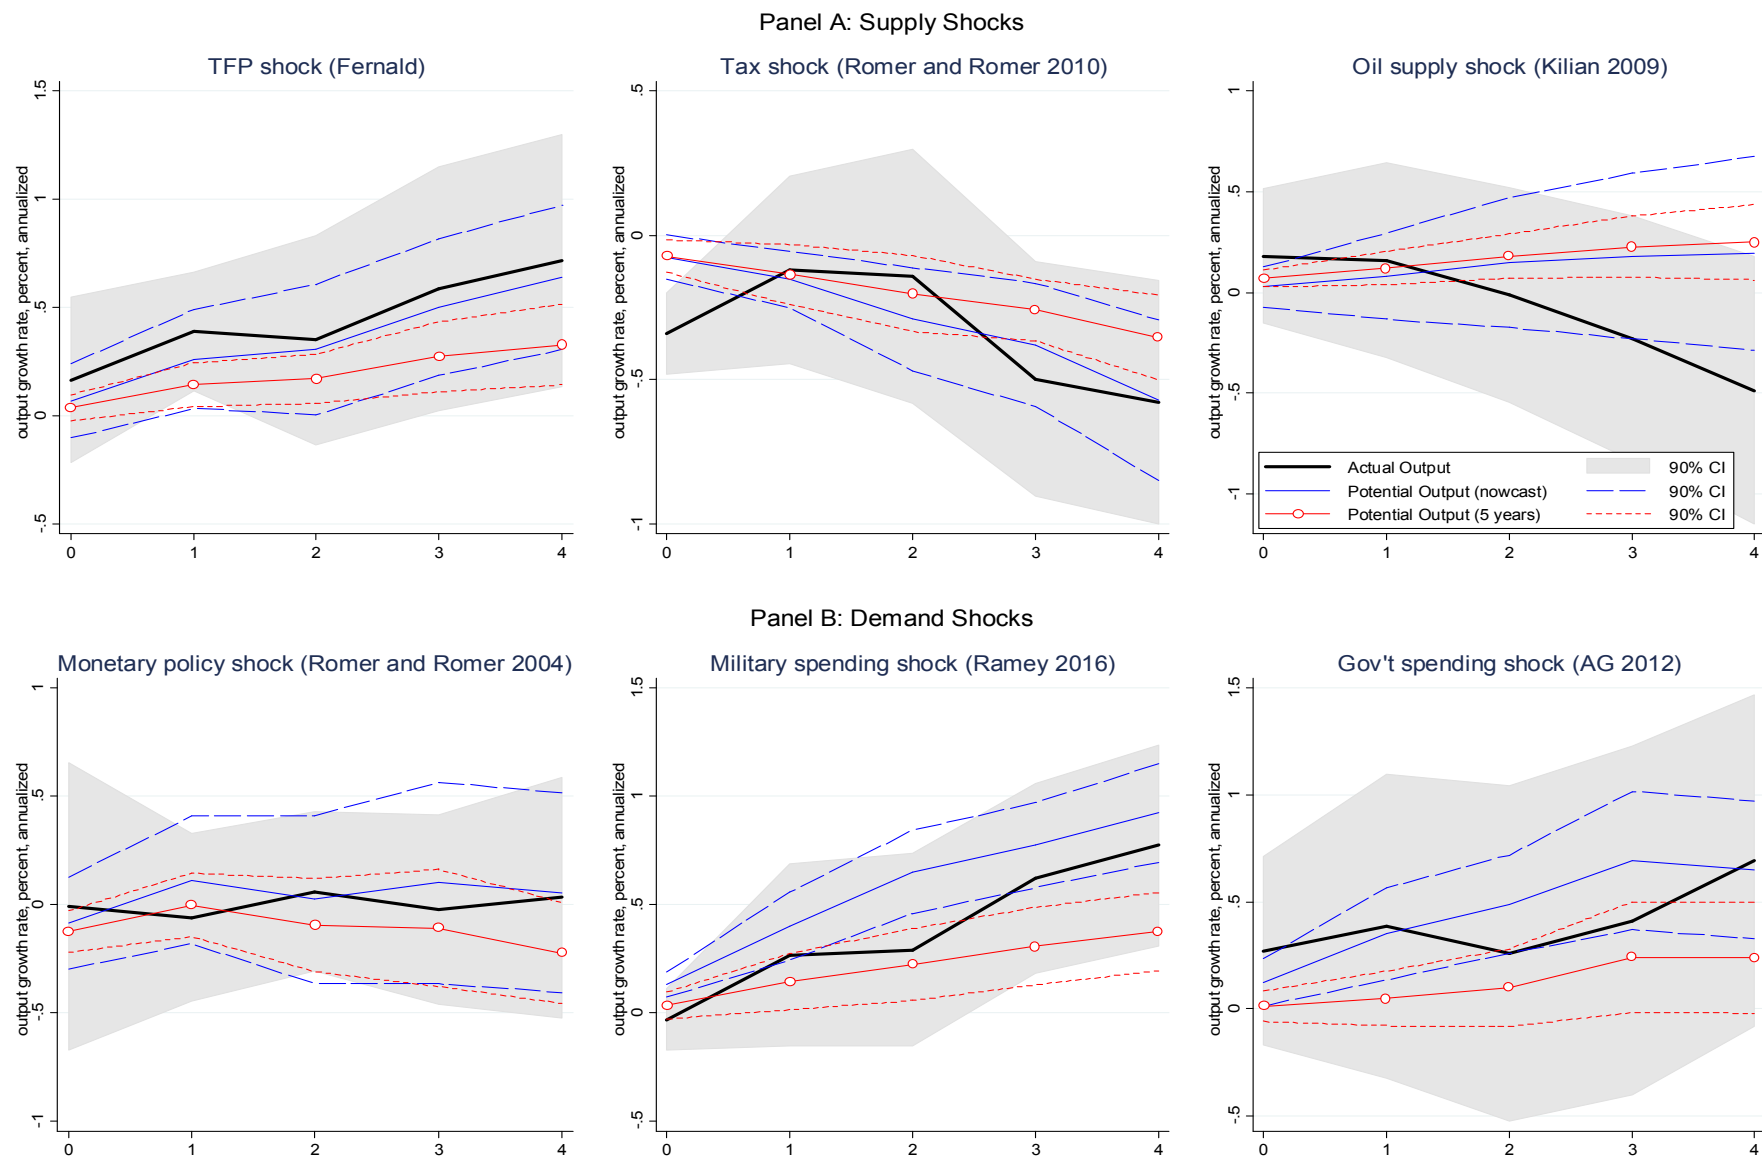 Panel A: Supply Shocks
TFP shock (Fernald)
output growth rate, percent, annualized
1.5
1
.5
0
-.5
0 1 2 3 4
Tax shock (Romer and Romer 2010)
output growth rate, percent, annualized
.5
0
-.5
-1
0 1 2 3 4
Oil supply shock (Kilian 2009)
output growth rate, percent, annualized
1
.5
0
-.5
-1
Actual Output 90% CI
Potential Output (nowcast) 90% CI
Potential Output (5 years) 90% CI
0 1 2 3 4
Panel B: Demand Shocks
Monetary policy shock (Romer and Romer 2004)
output growth rate, percent, annualized
1
.5
0
-.5
-1
0 1 2 3 4
Military spending shock (Ramey 2016)
output growth rate, percent, annualized
1.5
1
.5
0
-.5
0 1 2 3 4
Gov't spending shock (AG 2012)
output growth rate, percent, annualized
1.5
1
.5
0
-.5
0 1 2 3 4